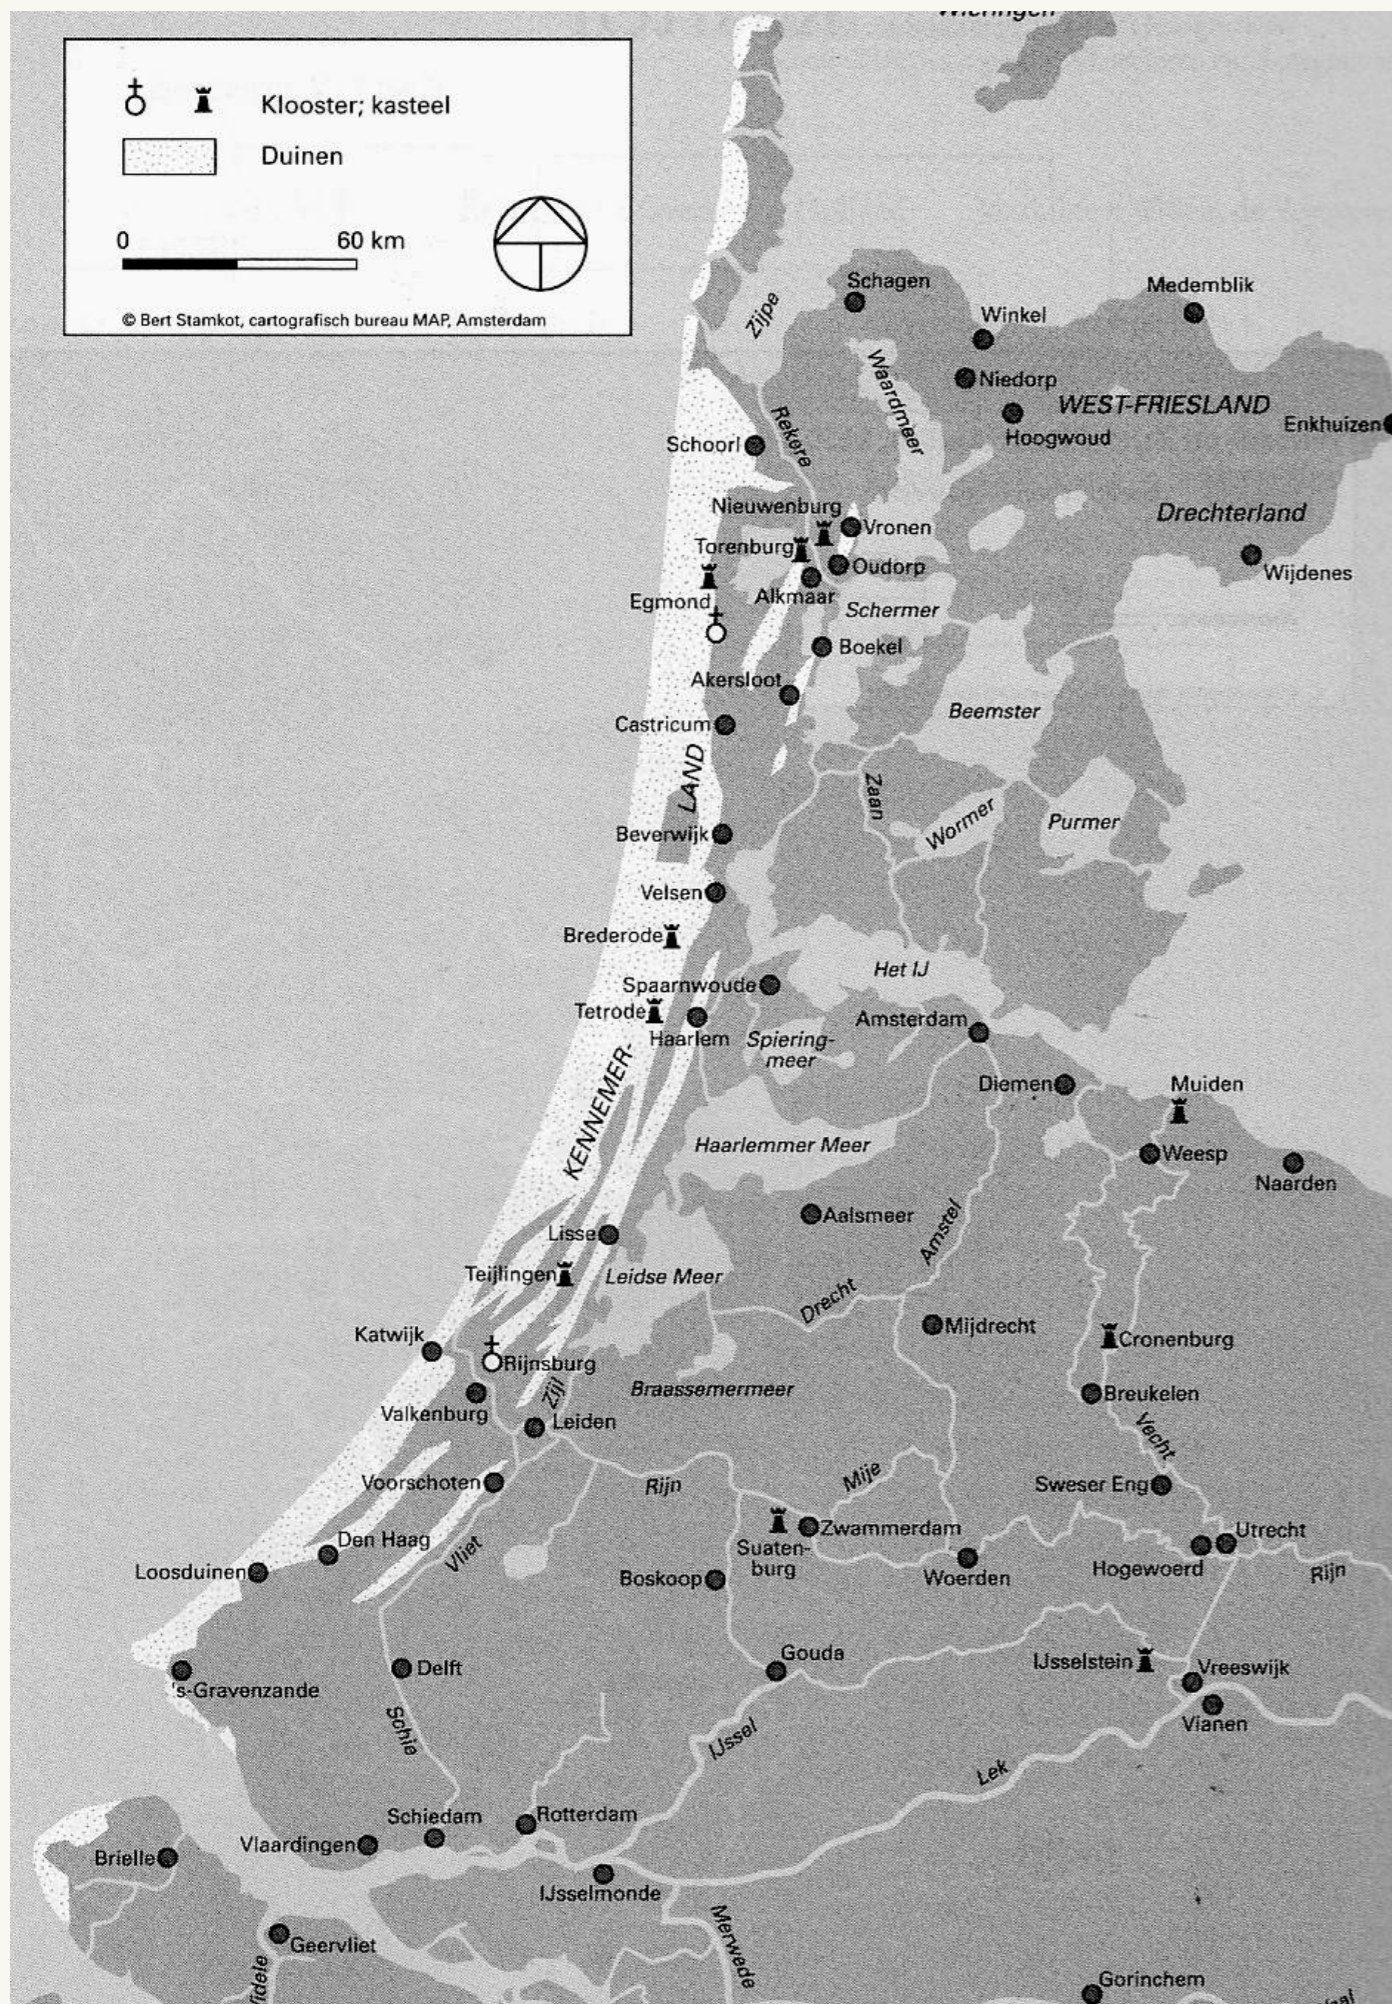 Wieringen
Klooster; kasteel
Duinen
0 60 km
© Bert Stamkot, cartografisch bureau MAP, Amsterdam
Schagen
Medemblik
Zijpe
Winkel
Waardmeer
Niedorp
WEST-FRIESLAND
Rekere
Hoogwoud
Enkhuizen
Schoorl
Nieuwenburg
Vronen
Drechterland
Torenburg
Oudorp
Wijdenes
Alkmaar
Egmond
Schermer
Boekel
Akersloot
Beemster
Castricum
LAND
Zaan
Wormer
Purmer
Beverwijk
Velsen
Brederode
Het IJ
Spaarnwoude
Tetrode
Amsterdam
Haarlem
Spiering-
meer
KENNEMER-
Diemen
Muiden
Haarlemmer Meer
Weesp
Naarden
Aalsmeer
Amstel
Lisse
Teijlingen
Leidse Meer
Drecht
Katwijk
Mijdrecht
Cronenburg
Rijnsburg
Zijl
Braassemermeer
Breukelen
Valkenburg
Leiden
Vecht
Voorschoten
Rijn
Mije
Sweser Eng
Den Haag
Vliet
Zwammerdam
Utrecht
Suaten-
burg
Loosduinen
Boskoop
Woerden
Hogewoerd
Rijn
Gouda
IJsselstein
Vreeswijk
Delft
's-Gravenzande
Vianen
Schie
IJssel
Lek
Schiedam
Rotterdam
Vlaardingen
Brielle
IJsselmonde
Merwede
Geervliet
Gorinchem